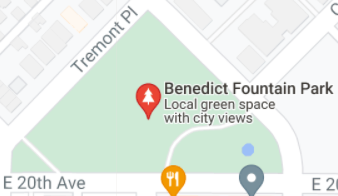 Tremont Pl
Benedict Fountain Park
Local green space
with city views
E 20th Ave
E 20